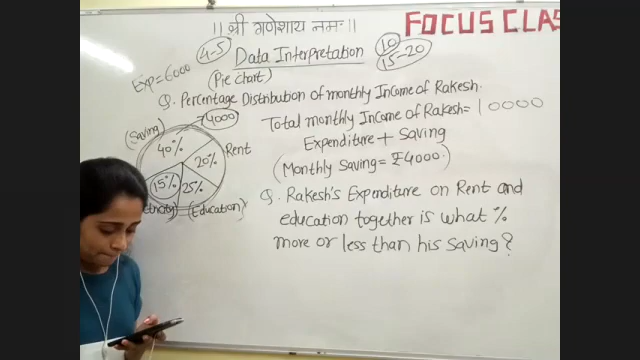 || श्री गणेशाय नमः ||
FOCUS CLAS
4-5
Data Interpretation
10
15-20
Exp=6000
(Pie chart)
Q. Percentage Distribution of monthly Income of Rakesh.
4000
(Saving)
40%
20%
Rent
15%
25%
(Education)
Total monthly Income of Rakesh= 10000
Expenditure + Saving
(Monthly Saving = ₹4000.)
Q. Rakesh's Expenditure on Rent and
education together is what %
more or less than his saving?